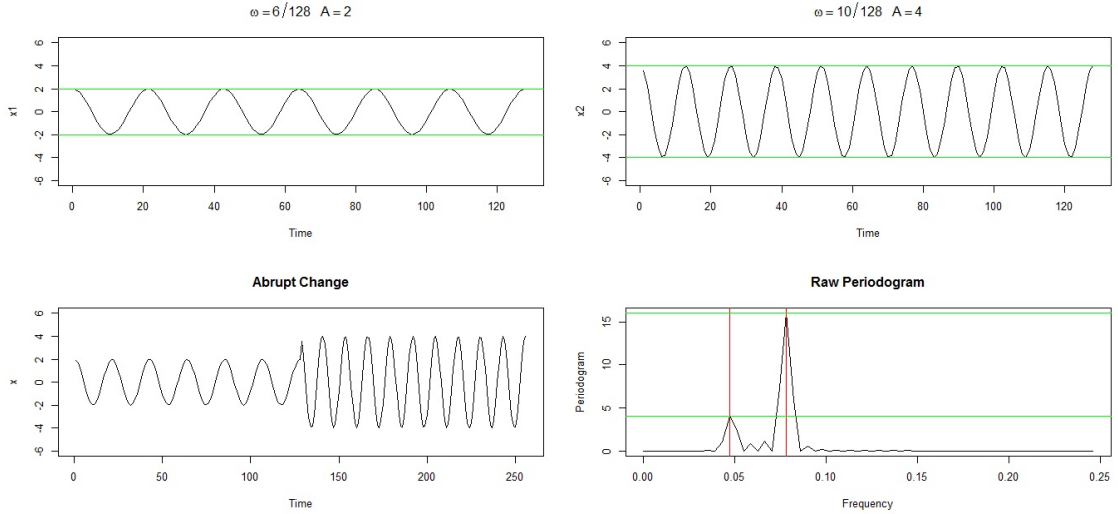 ω = 6/128 A = 2
6
4
2
0
-2
-4
-6
x1
0 20 40 60 80 100 120
Time
ω = 10/128 A = 4
6
4
2
0
-2
-4
-6
x2
0 20 40 60 80 100 120
Time
Abrupt Change
6
4
2
0
-2
-4
-6
x
0 50 100 150 200 250
Time
Raw Periodogram
15
10
5
0
Periodogram
0.00 0.05 0.10 0.15 0.20 0.25
Frequency